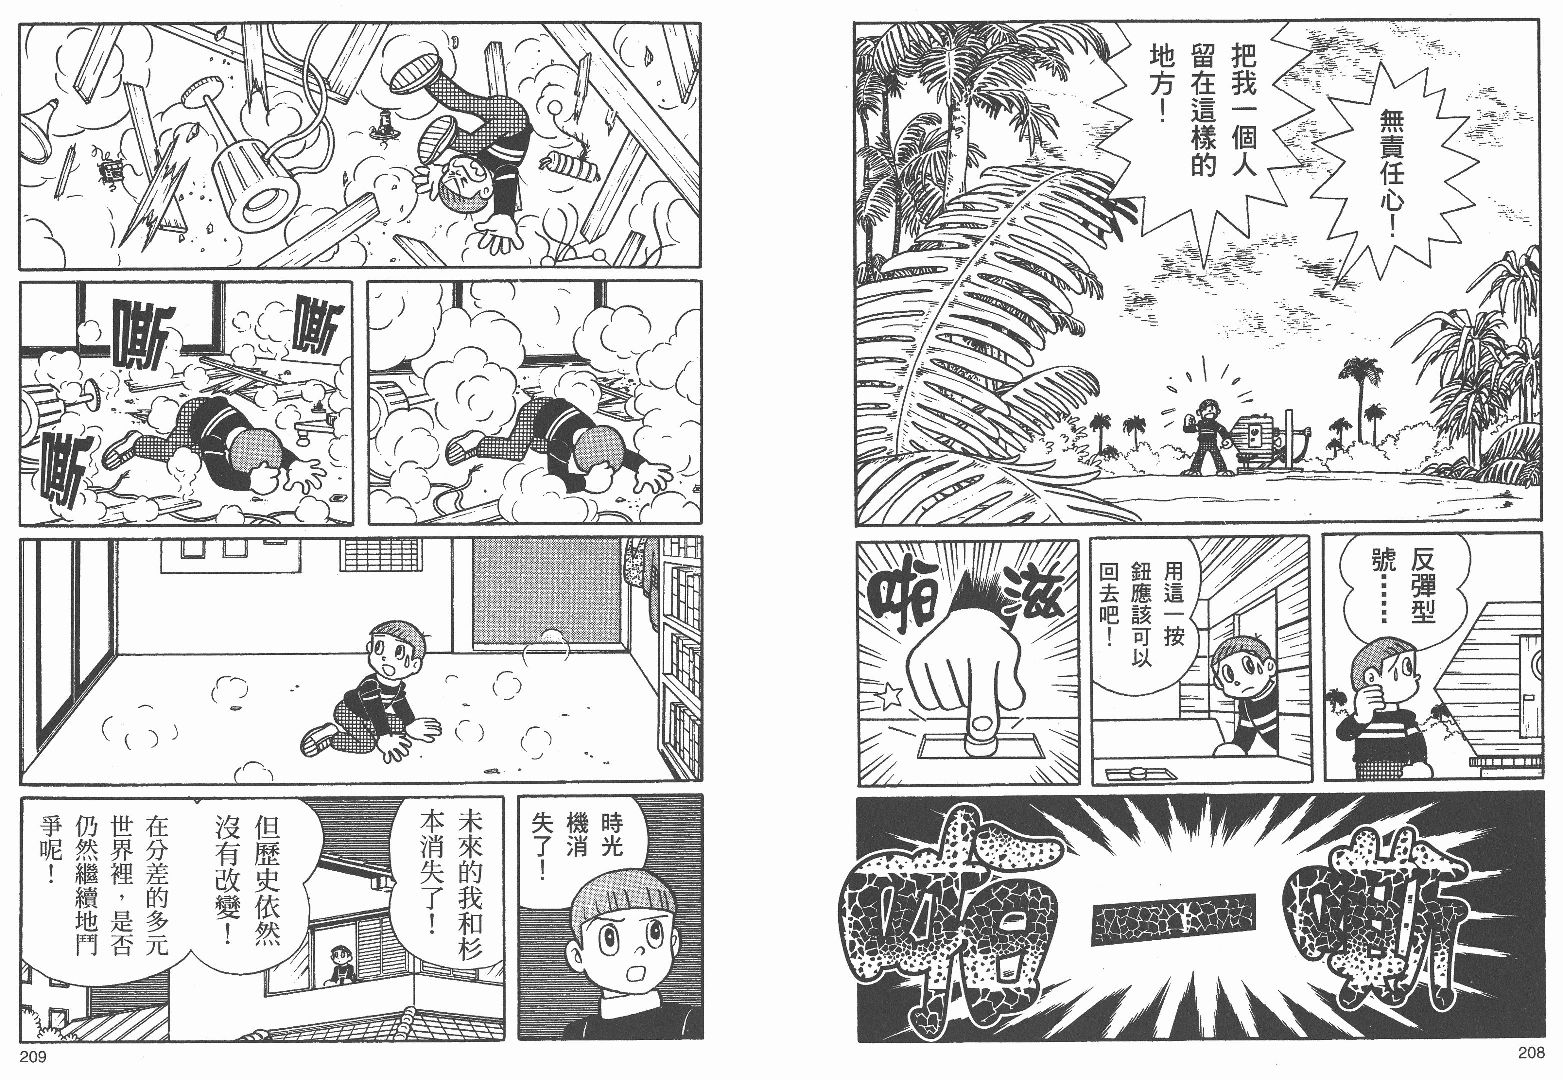 無責任心！
把我一個人
留在這樣的
地方！
反彈型
號……
用這一按
鈕應該可以
回去吧！
滋
啪
208
嘶
嘶
嘶
時光
機消
失了！
未來的我和杉
本消失了！
但歷史依然
沒有改變！
在分差的多元
世界裡，是否
仍然繼續地鬥
爭呢！
209